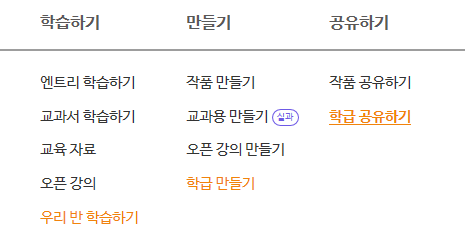 학습하기 만들기 공유하기
엔트리 학습하기 작품 만들기 작품 공유하기
교과서 학습하기 교과용 만들기 실과 학급 공유하기
교육 자료 오픈 강의 만들기
오픈 강의 학급 만들기
우리 반 학습하기